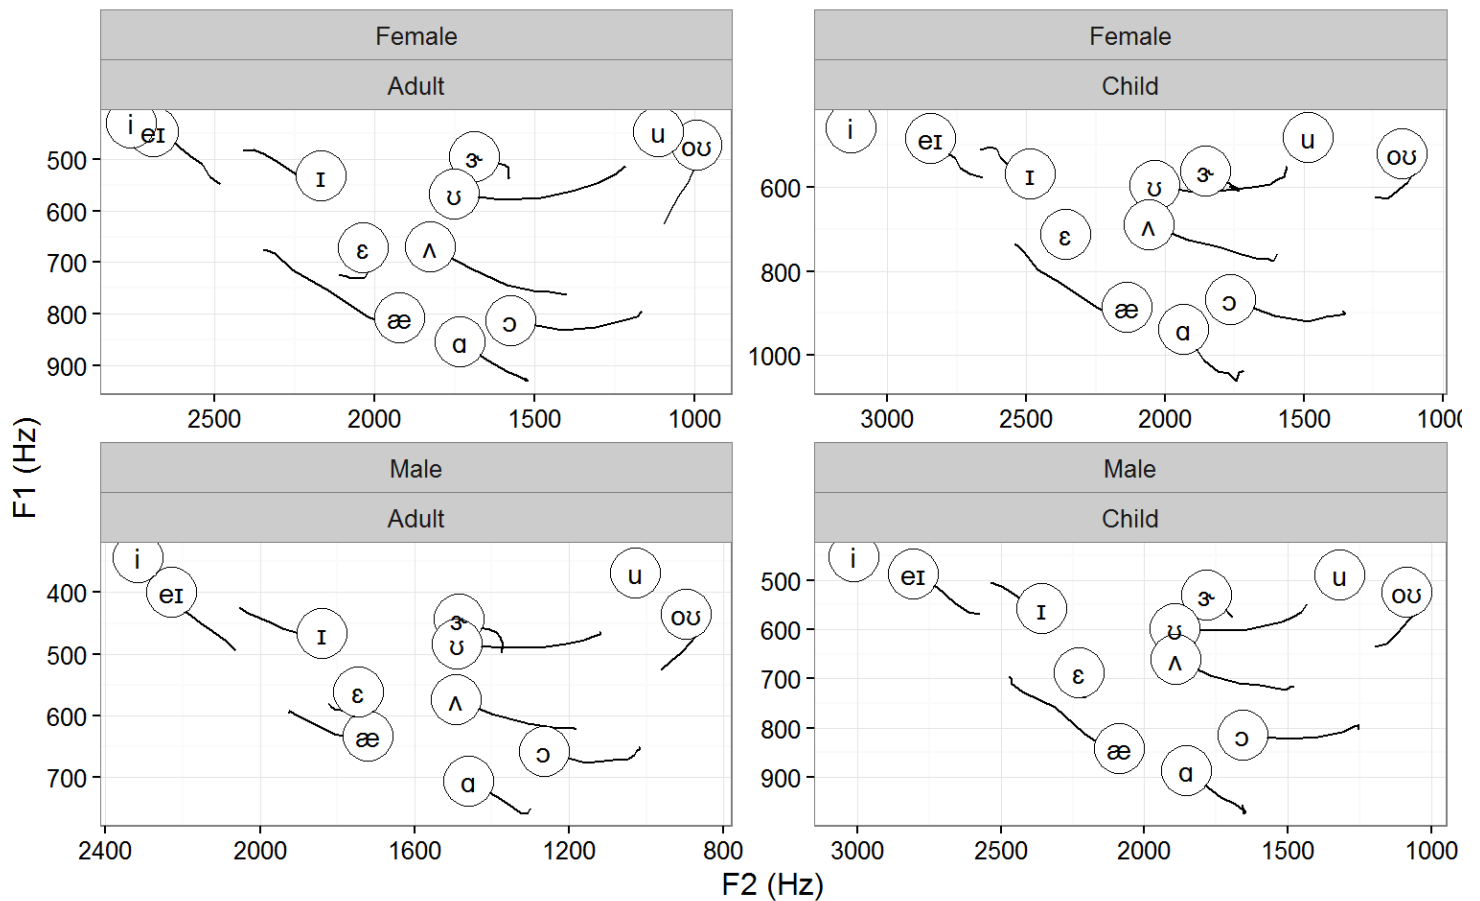 Female
Female
Adult
Child
i eɪ ɪ ɝ ʊ u oʊ ɛ ʌ æ ɔ ɑ
i eɪ ɪ ʊ ɝ u oʊ ɛ ʌ æ ɔ ɑ
500
600
700
800
900
600
800
1000
2500 2000 1500 1000
3000 2500 2000 1500 1000
F1 (Hz)
Male
Male
Adult
Child
i eɪ ɪ ɝ ʊ u oʊ ɛ ʌ æ ɔ ɑ
i eɪ ɪ ɝ ʊ u oʊ ɛ ʌ æ ɔ ɑ
400
500
600
700
500
600
700
800
900
2400 2000 1600 1200 800
3000 2500 2000 1500 1000
F2 (Hz)